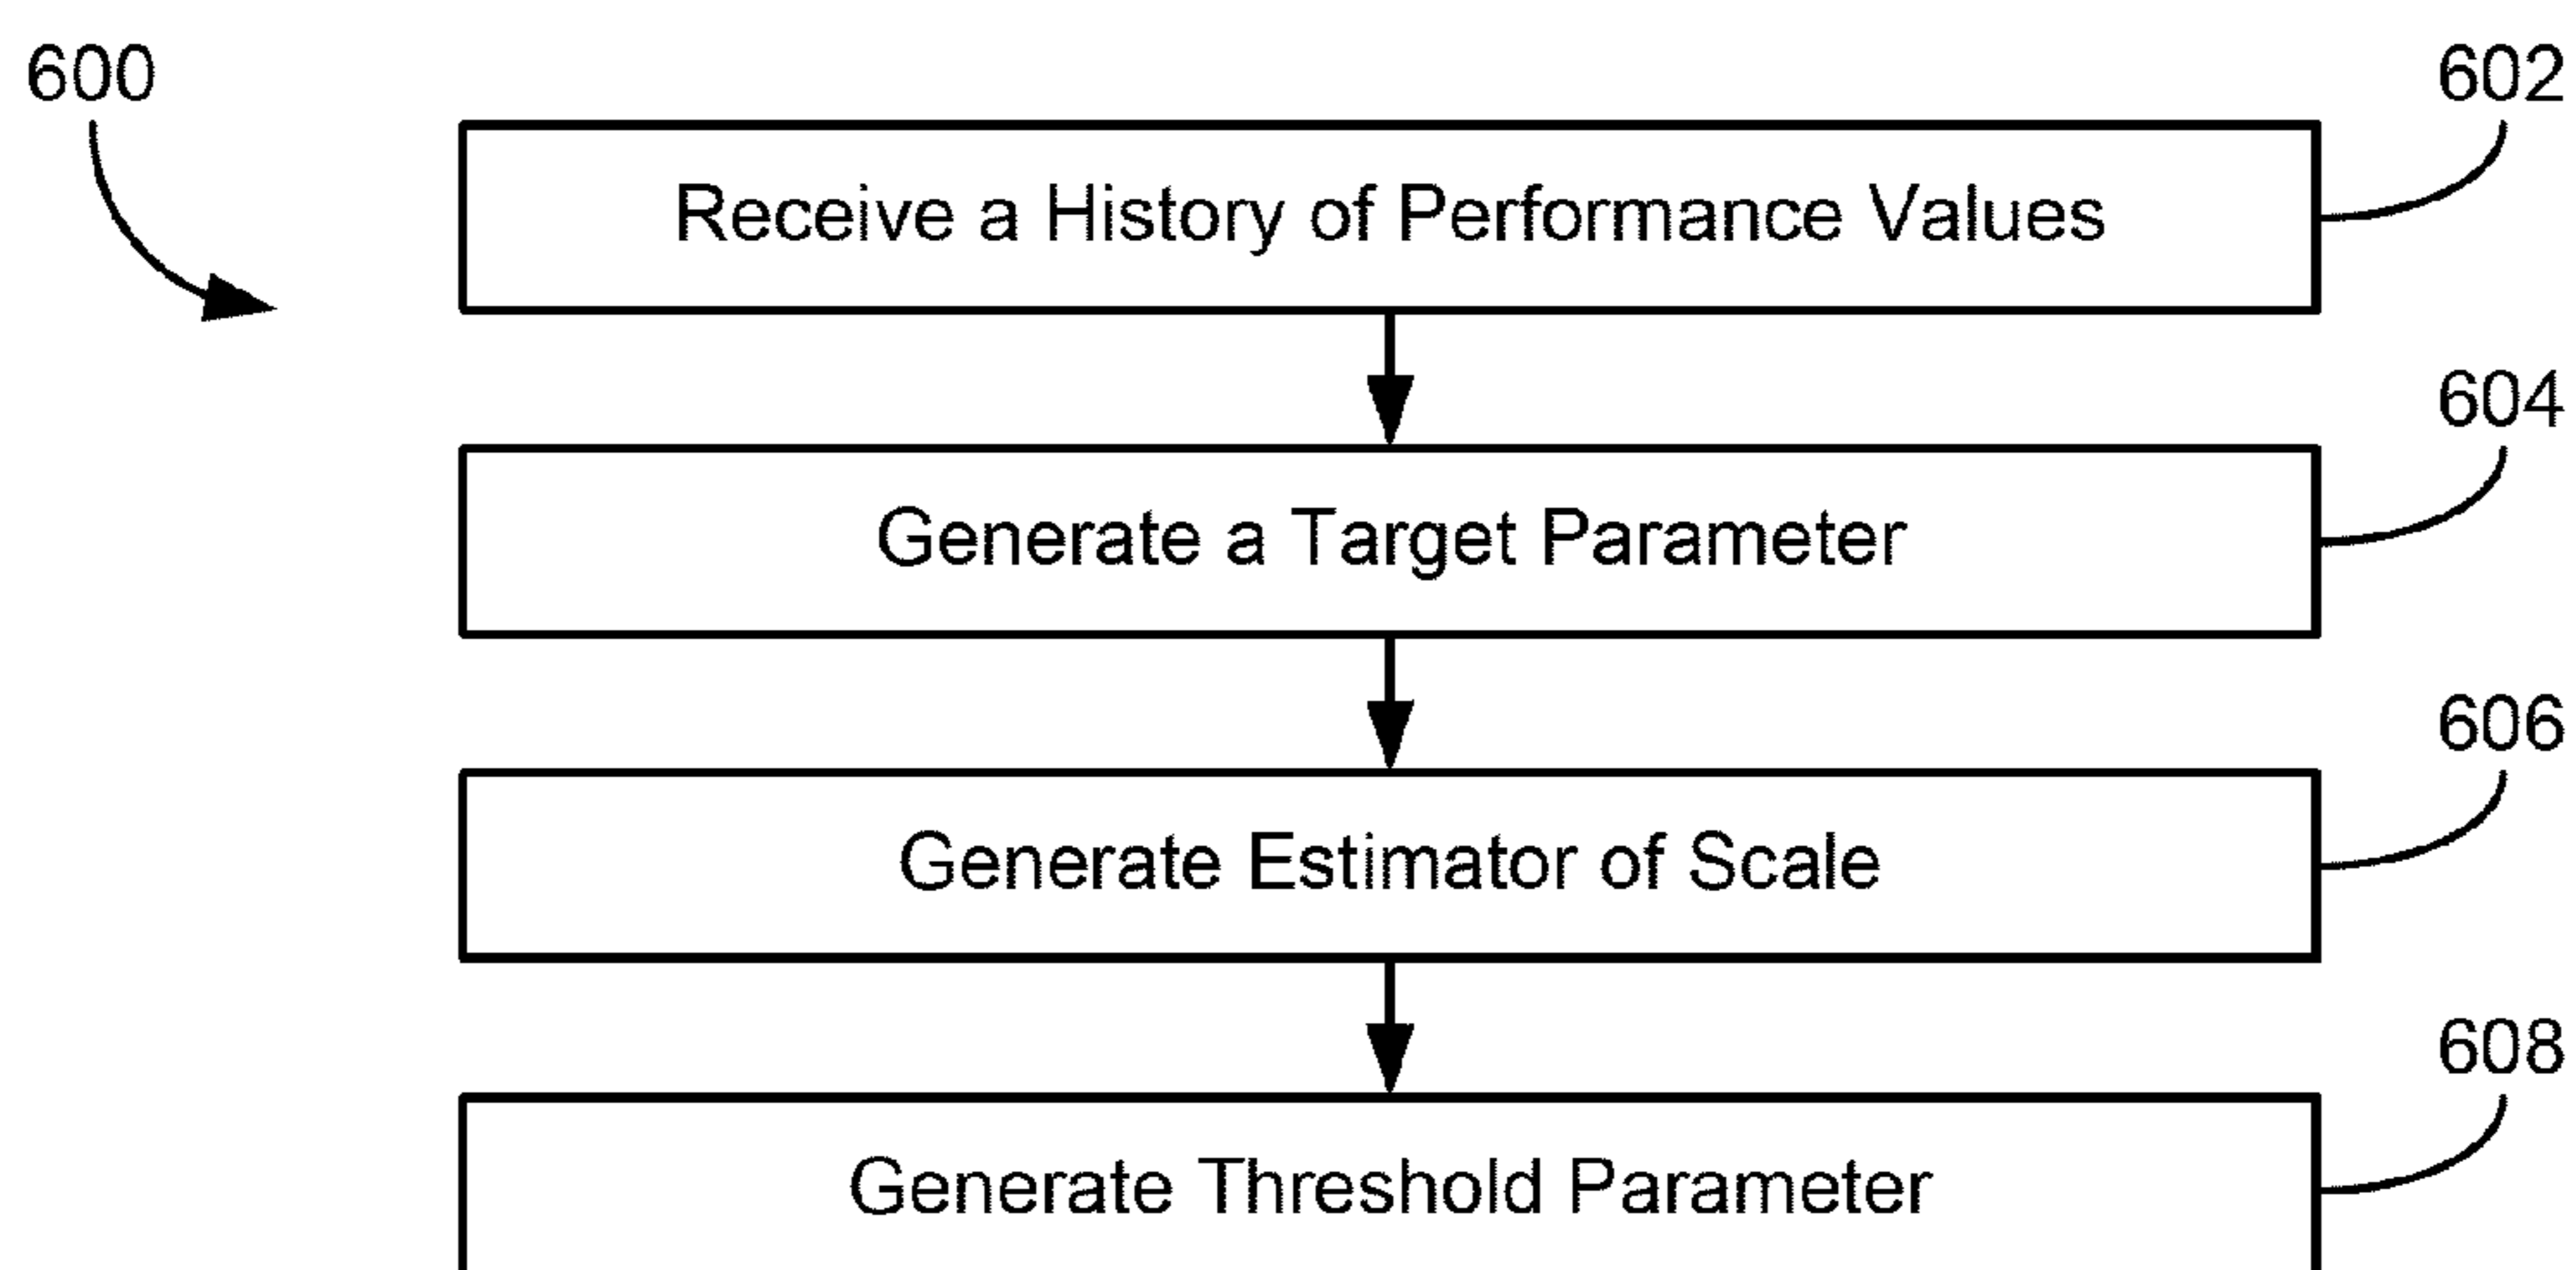 600
602
Receive a History of Performance Values
604
Generate a Target Parameter
606
Generate Estimator of Scale
608
Generate Threshold Parameter